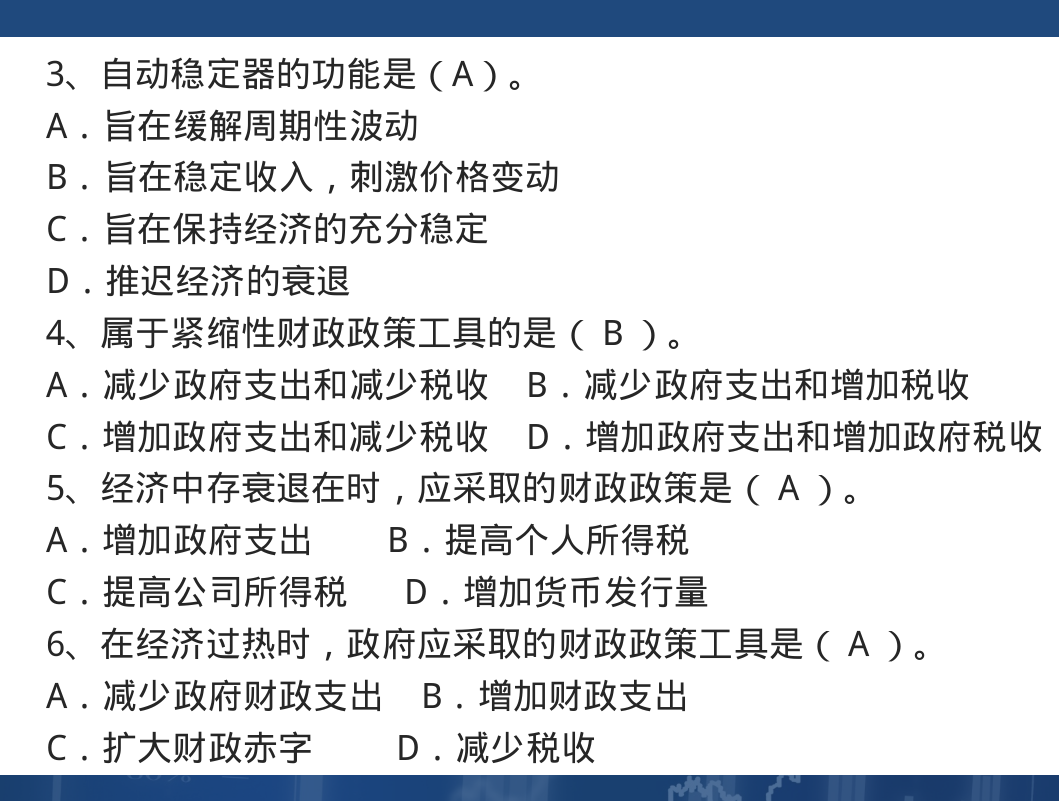 3、自动稳定器的功能是（A）。
A．旨在缓解周期性波动
B．旨在稳定收入，刺激价格变动
C．旨在保持经济的充分稳定
D．推迟经济的衰退
4、属于紧缩性财政政策工具的是（ B ）。
A．减少政府支出和减少税收 B．减少政府支出和增加税收
C．增加政府支出和减少税收 D．增加政府支出和增加政府税收
5、经济中存衰退在时，应采取的财政政策是（ A ）。
A．增加政府支出 B．提高个人所得税
C．提高公司所得税 D．增加货币发行量
6、在经济过热时，政府应采取的财政政策工具是（ A ）。
A．减少政府财政支出 B．增加财政支出
C．扩大财政赤字 D．减少税收